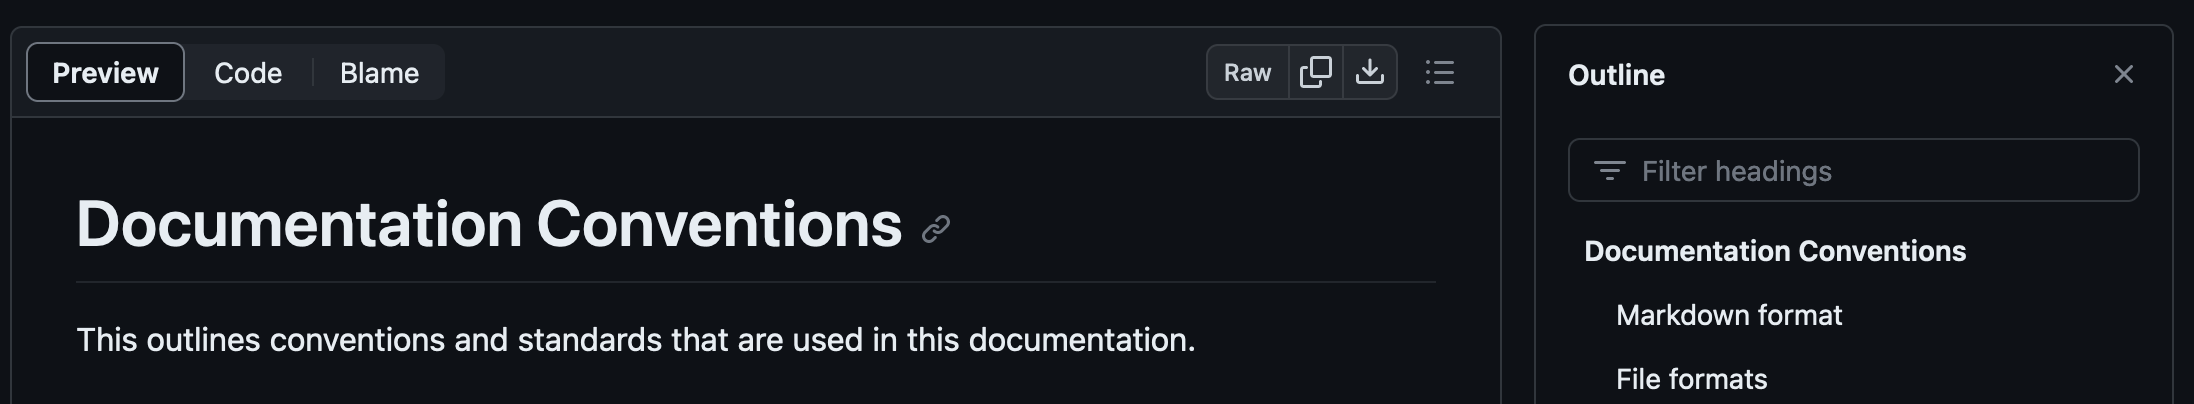 Preview Code Blame Raw
Documentation Conventions
This outlines conventions and standards that are used in this documentation.
Outline
Filter headings
Documentation Conventions
Markdown format
File formats